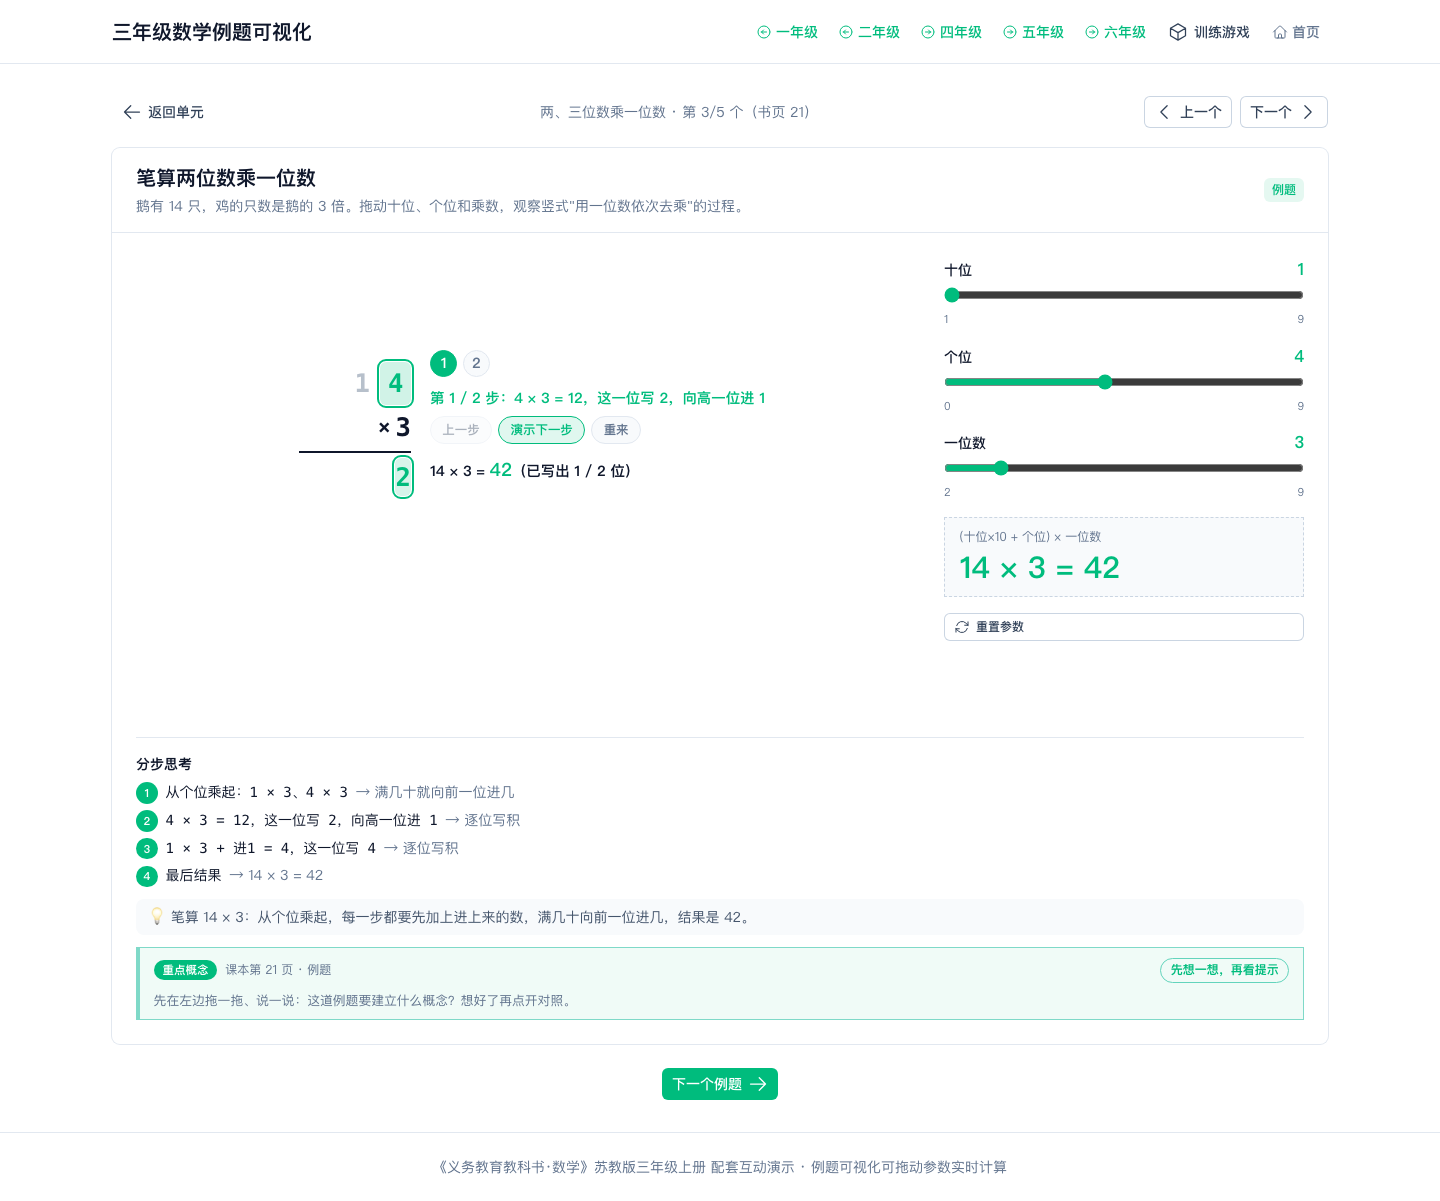 三年级数学例题可视化
一年级 二年级 四年级 五年级 六年级 训练游戏 首页
返回单元
两、三位数乘一位数 · 第 3/5 个（书页 21）
上一个 下一个
笔算两位数乘一位数
鹅有 14 只，鸡的只数是鹅的 3 倍。拖动十位、个位和乘数，观察竖式"用一位数依次去乘"的过程。
例题
1 4
× 3
2
1 2
第 1 / 2 步：4 × 3 = 12，这一位写 2，向高一位进 1
上一步 演示下一步 重来
14 × 3 = 42（已写出 1 / 2 位）
十位 1
1 9
个位 4
0 9
一位数 3
2 9
(十位×10 + 个位) × 一位数
14 × 3 = 42
重置参数
分步思考
1 从个位乘起：1 × 3、4 × 3 → 满几十就向前一位进几
2 4 × 3 = 12，这一位写 2，向高一位进 1 → 逐位写积
3 1 × 3 + 进1 = 4，这一位写 4 → 逐位写积
4 最后结果 → 14 × 3 = 42
笔算 14 × 3：从个位乘起，每一步都要先加上进上来的数，满几十向前一位进几，结果是 42。
重点概念 课本第 21 页 · 例题
先想一想，再看提示
先在左边拖一拖、说一说：这道例题要建立什么概念？想好了再点开对照。
下一个例题
《义务教育教科书·数学》苏教版三年级上册 配套互动演示 · 例题可视化可拖动参数实时计算